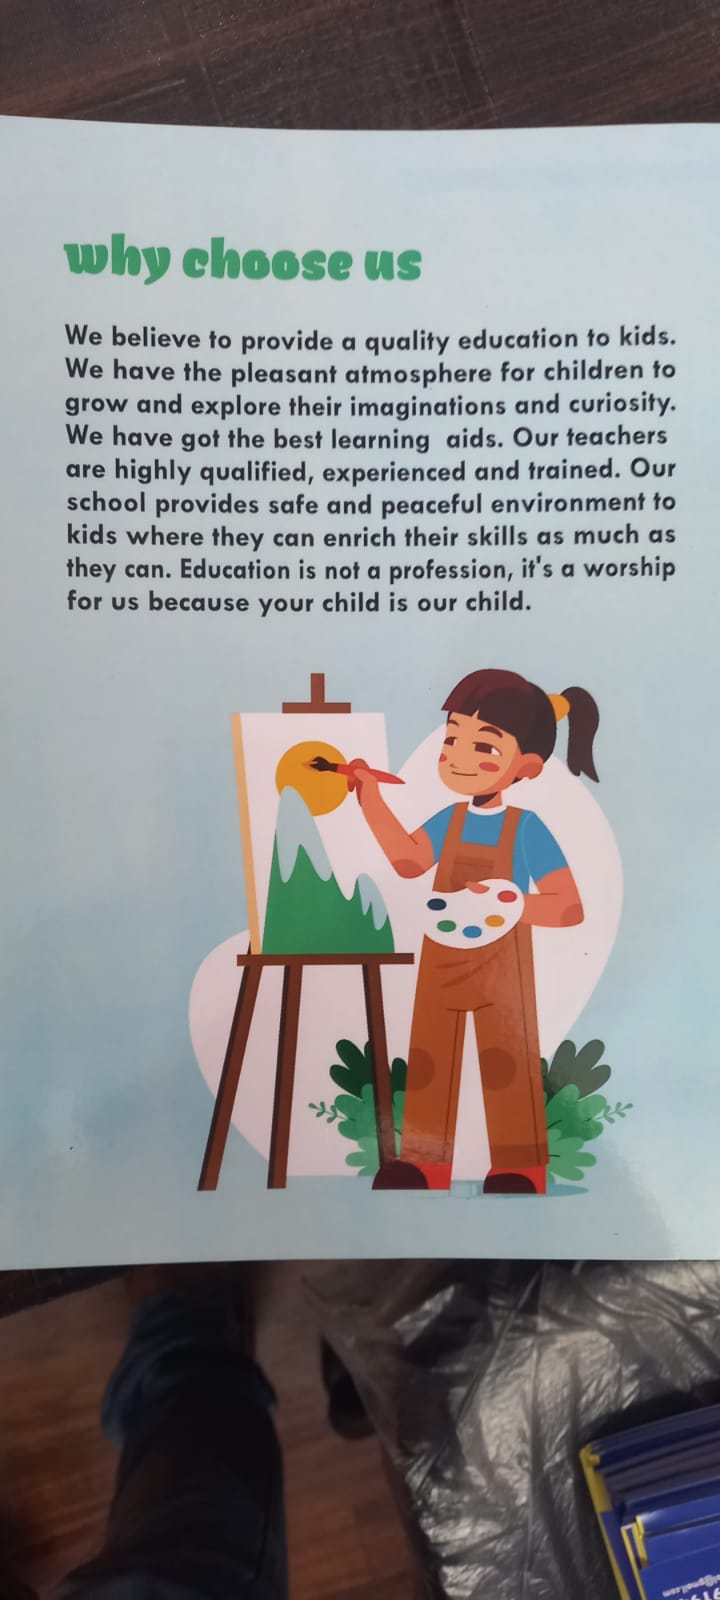 why choose us
We believe to provide a quality education to kids.
We have the pleasant atmosphere for children to
grow and explore their imaginations and curiosity.
We have got the best learning aids. Our teachers
are highly qualified, experienced and trained. Our
school provides safe and peaceful environment to
kids where they can enrich their skills as much as
they can. Education is not a profession, it's a worship
for us because your child is our child.